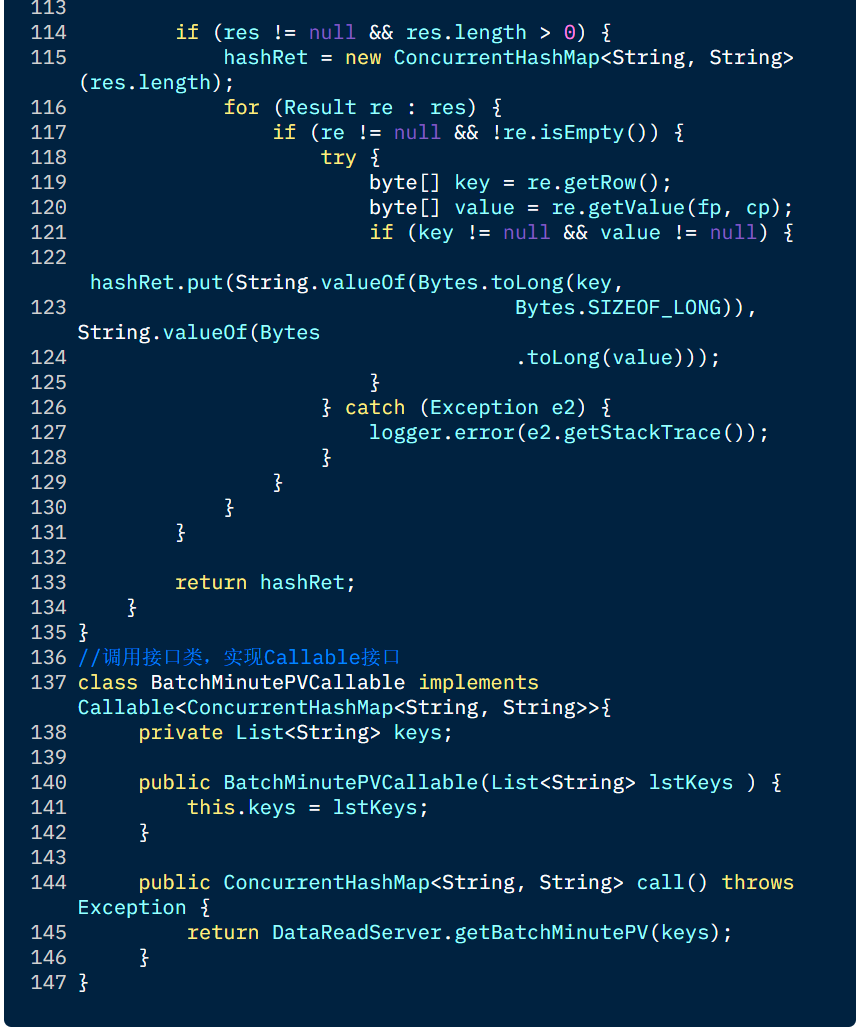 113
114         if (res != null && res.length > 0) {
115             hashRet = new ConcurrentHashMap<String, String>
(res.length);
116             for (Result re : res) {
117                 if (re != null && !re.isEmpty()) {
118                     try {
119                         byte[] key = re.getRow();
120                         byte[] value = re.getValue(fp, cp);
121                         if (key != null && value != null) {
122
hashRet.put(String.valueOf(Bytes.toLong(key,
123                                     Bytes.SIZEOF_LONG)),
String.valueOf(Bytes
124                                     .toLong(value)));
125                         }
126                     } catch (Exception e2) {
127                         logger.error(e2.getStackTrace());
128                     }
129                 }
130             }
131         }
132
133         return hashRet;
134     }
135 }
136 //调用接口类，实现Callable接口
137 class BatchMinutePVCallable implements
Callable<ConcurrentHashMap<String, String>>{
138      private List<String> keys;
139
140      public BatchMinutePVCallable(List<String> lstKeys ) {
141          this.keys = lstKeys;
142      }
143
144      public ConcurrentHashMap<String, String> call() throws
Exception {
145          return DataReadServer.getBatchMinutePV(keys);
146      }
147 }